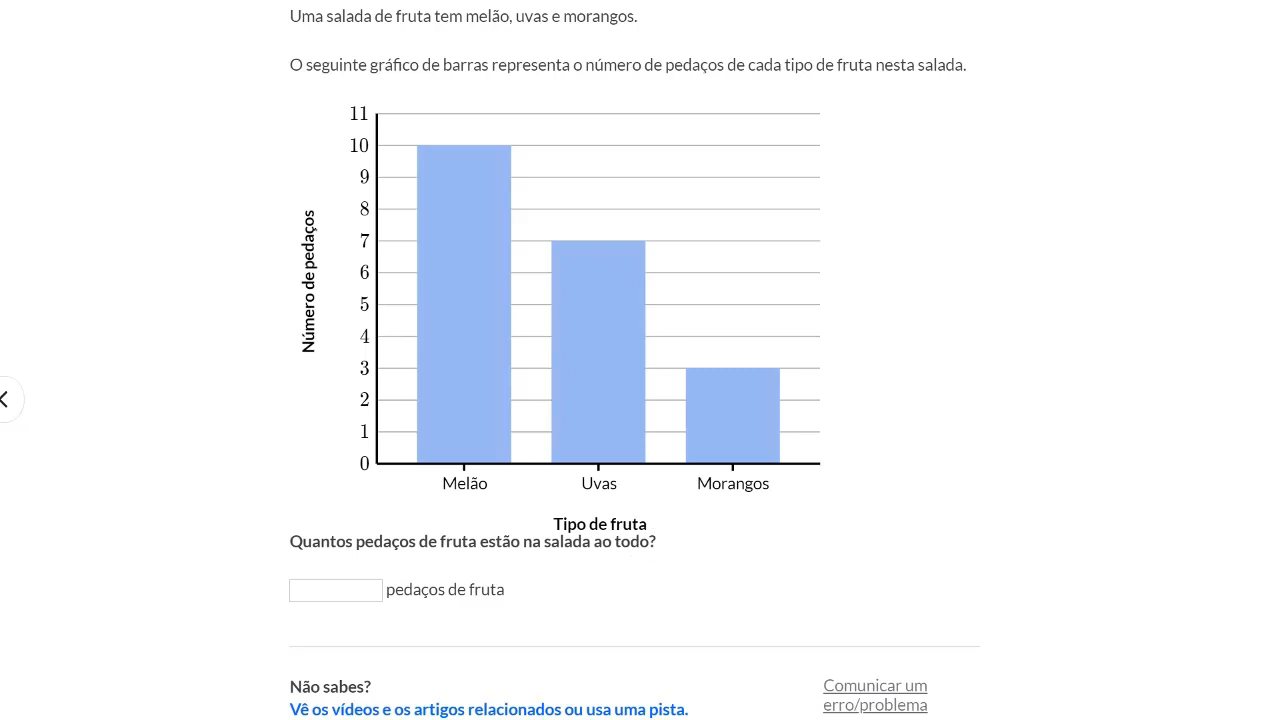 Uma salada de fruta tem melão, uvas e morangos.
O seguinte gráfico de barras representa o número de pedaços de cada tipo de fruta nesta salada.
11
10
9
8
7
6
5
4
3
2
1
0
Número de pedaços
Melão
Uvas
Morangos
Tipo de fruta
Quantos pedaços de fruta estão na salada ao todo?
pedaços de fruta
Não sabes?
Vê os vídeos e os artigos relacionados ou usa uma pista.
Comunicar um
erro/problema